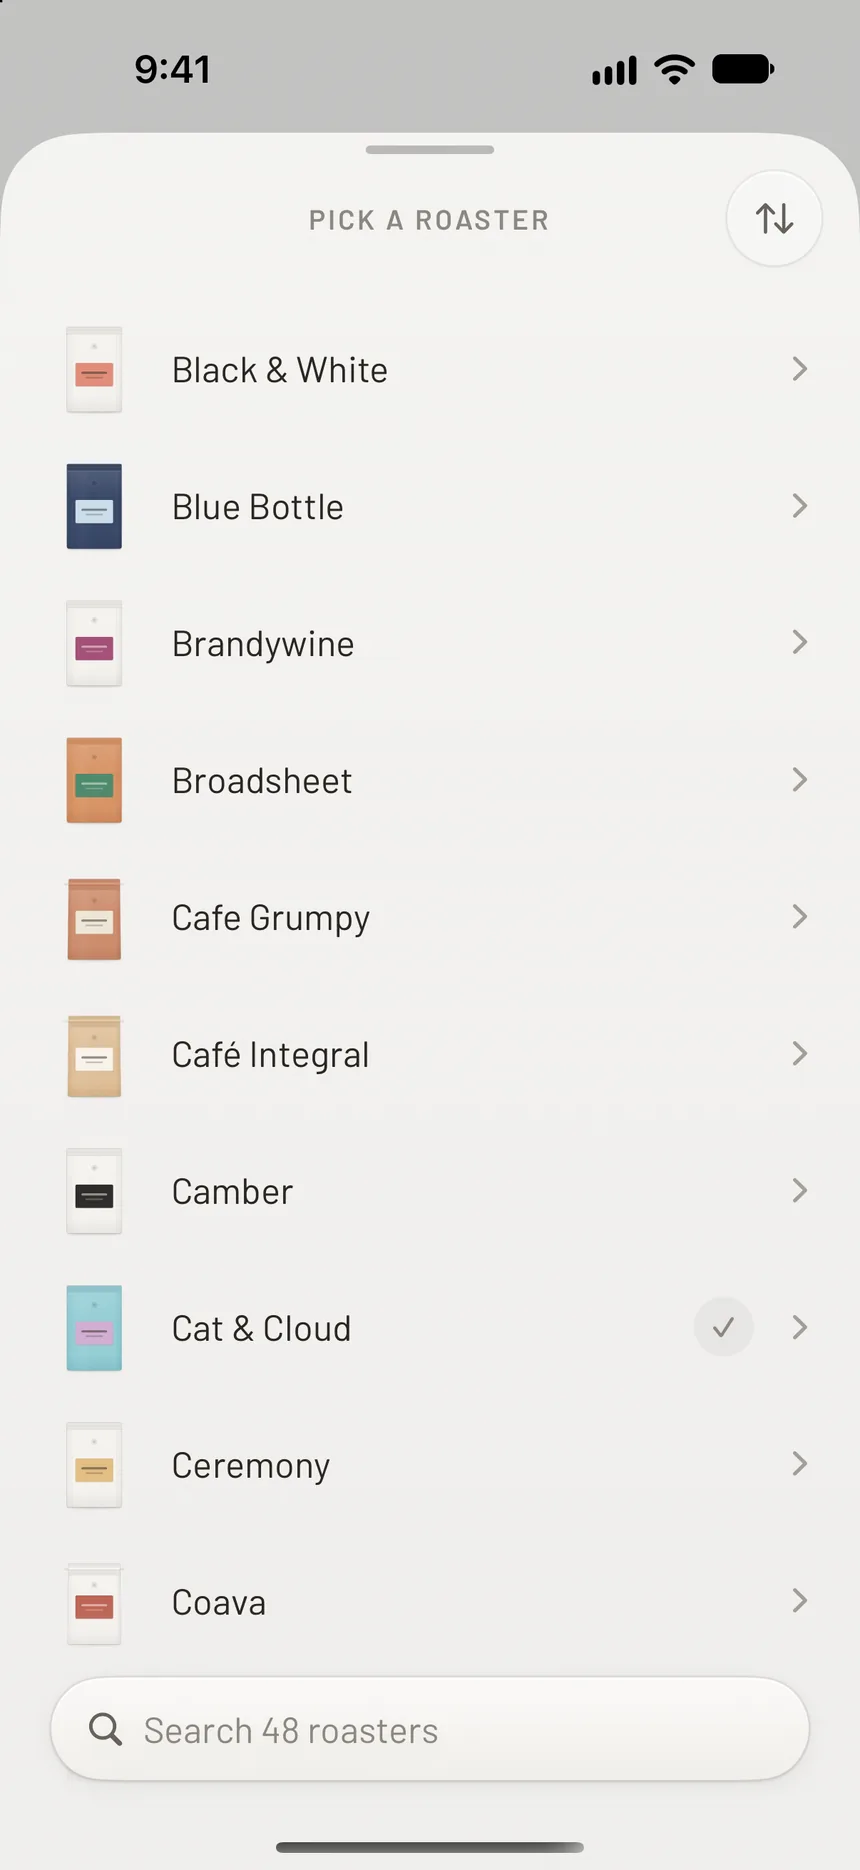 9:41
PICK A ROASTER
Black & White
Blue Bottle
Brandywine
Broadsheet
Cafe Grumpy
Café Integral
Camber
Cat & Cloud
Ceremony
Coava
Search 48 roasters